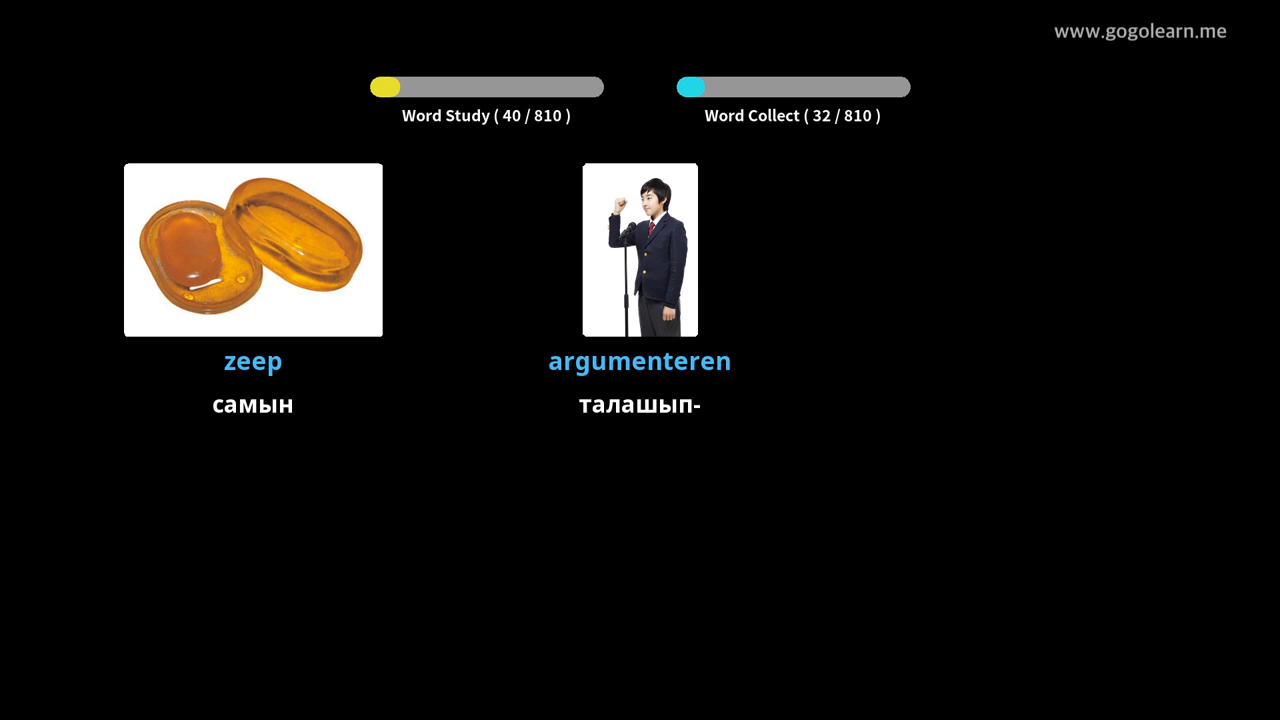 www.gogolearn.me
Word Study ( 40 / 810 )
Word Collect ( 32 / 810 )
zeep
самын
argumenteren
талашып-